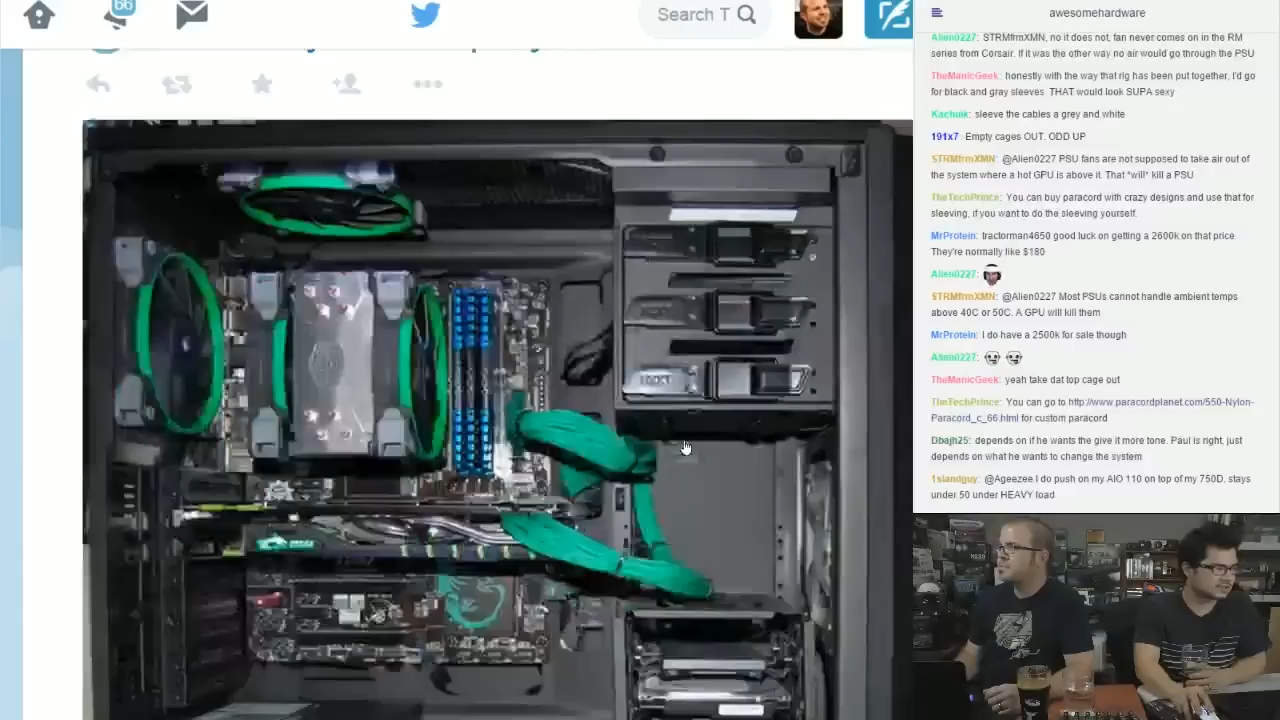 66
Search T
awesomehardware
Alien0227: STRMfrmXMN, no it does not, fan never comes on in the RM
series from Corsair. If it was the other way no air would go through the PSU
TheManicGeek: honestly with the way that rig has been put together, I'd go
for black and gray sleeves THAT would look SUPA sexy
Kachuik: sleeve the cables a grey and white
191x7 Empty cages OUT. ODD UP
STRMfrmXMN: @Alien0227 PSU fans are not supposed to take air out of
the system where a hot GPU is above it. That *will* kill a PSU
TheTechPrince: You can buy paracord with crazy designs and use that for
sleeving, if you want to do the sleeving yourself.
MrProtein: tractorman4650 good luck on getting a 2600k on that price
They're normally like $180
Alien0227:
STRMfrmXMN: @Alien0227 Most PSUs cannot handle ambient temps
above 40C or 50C. A GPU will kill them
MrProtein: I do have a 2500k for sale though
Alien0227:
TheManicGeek: yeah take dat top cage out
TheTechPrince: You can go to http://www.paracordplanet.com/550-Nylon-
Paracord_c_66.html for custom paracord
Dbajh25: depends on if he wants the give it more tone. Paul is right, just
depends on what he wants to change the system
1slandguy: @Ageezee I do push on my AIO 110 on top of my 750D, stays
under 50 under HEAVY load